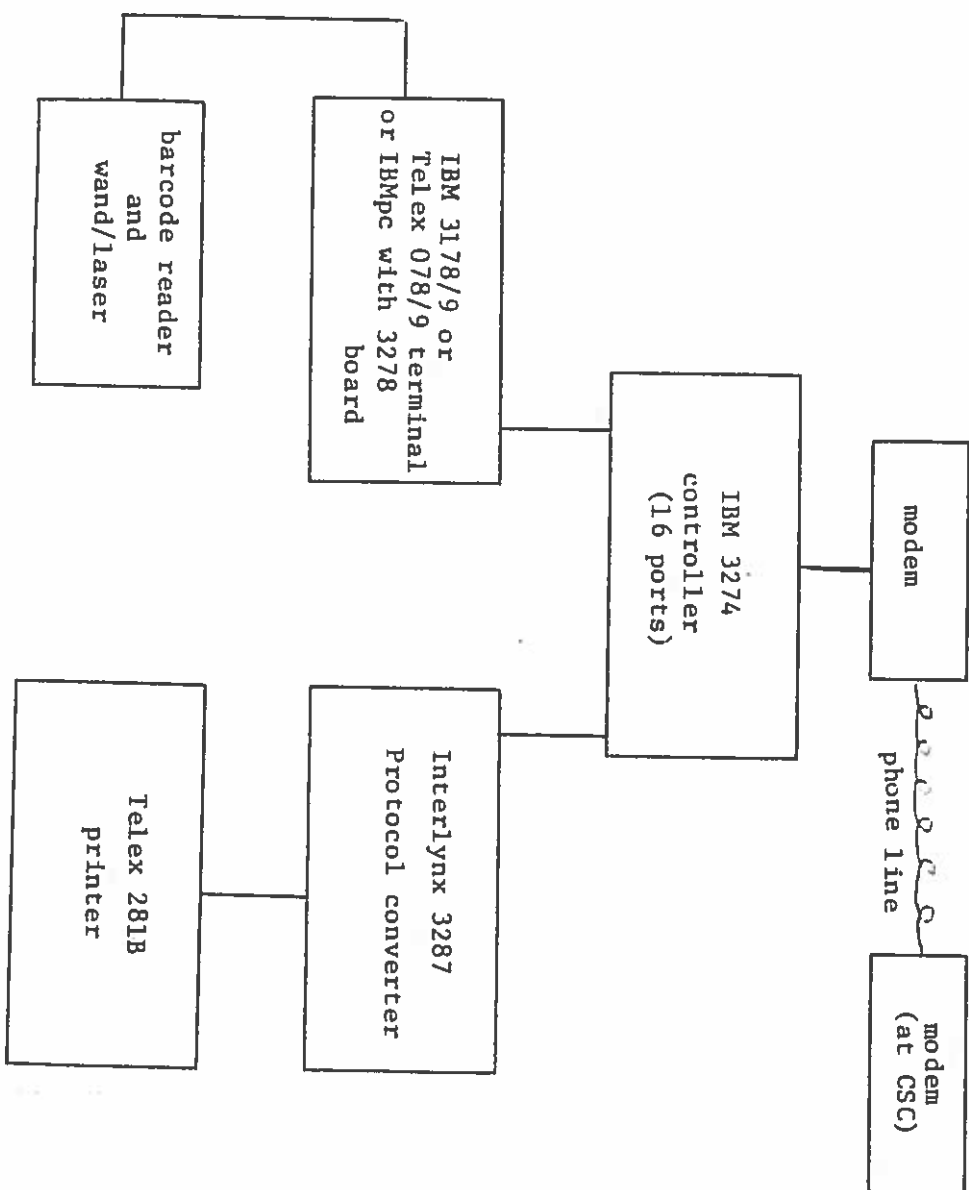 modem
phone line
modem
(at CSC)
IBM 3274
controller
(16 ports)
IBM 3178/9 or
Telex 078/9 terminal
or IBMpc with 3278
board
Interlynx 3287
Protocol converter
barcode reader
and
wand/laser
Telex 281B
printer